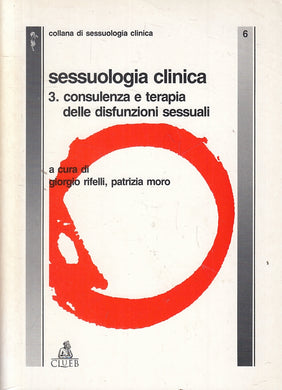 collana di sessuologia clinica
6
sessuologia clinica
3. consulenza e terapia
delle disfunzioni sessuali
a cura di
giorgio rifelli, patrizia moro
CLUEB